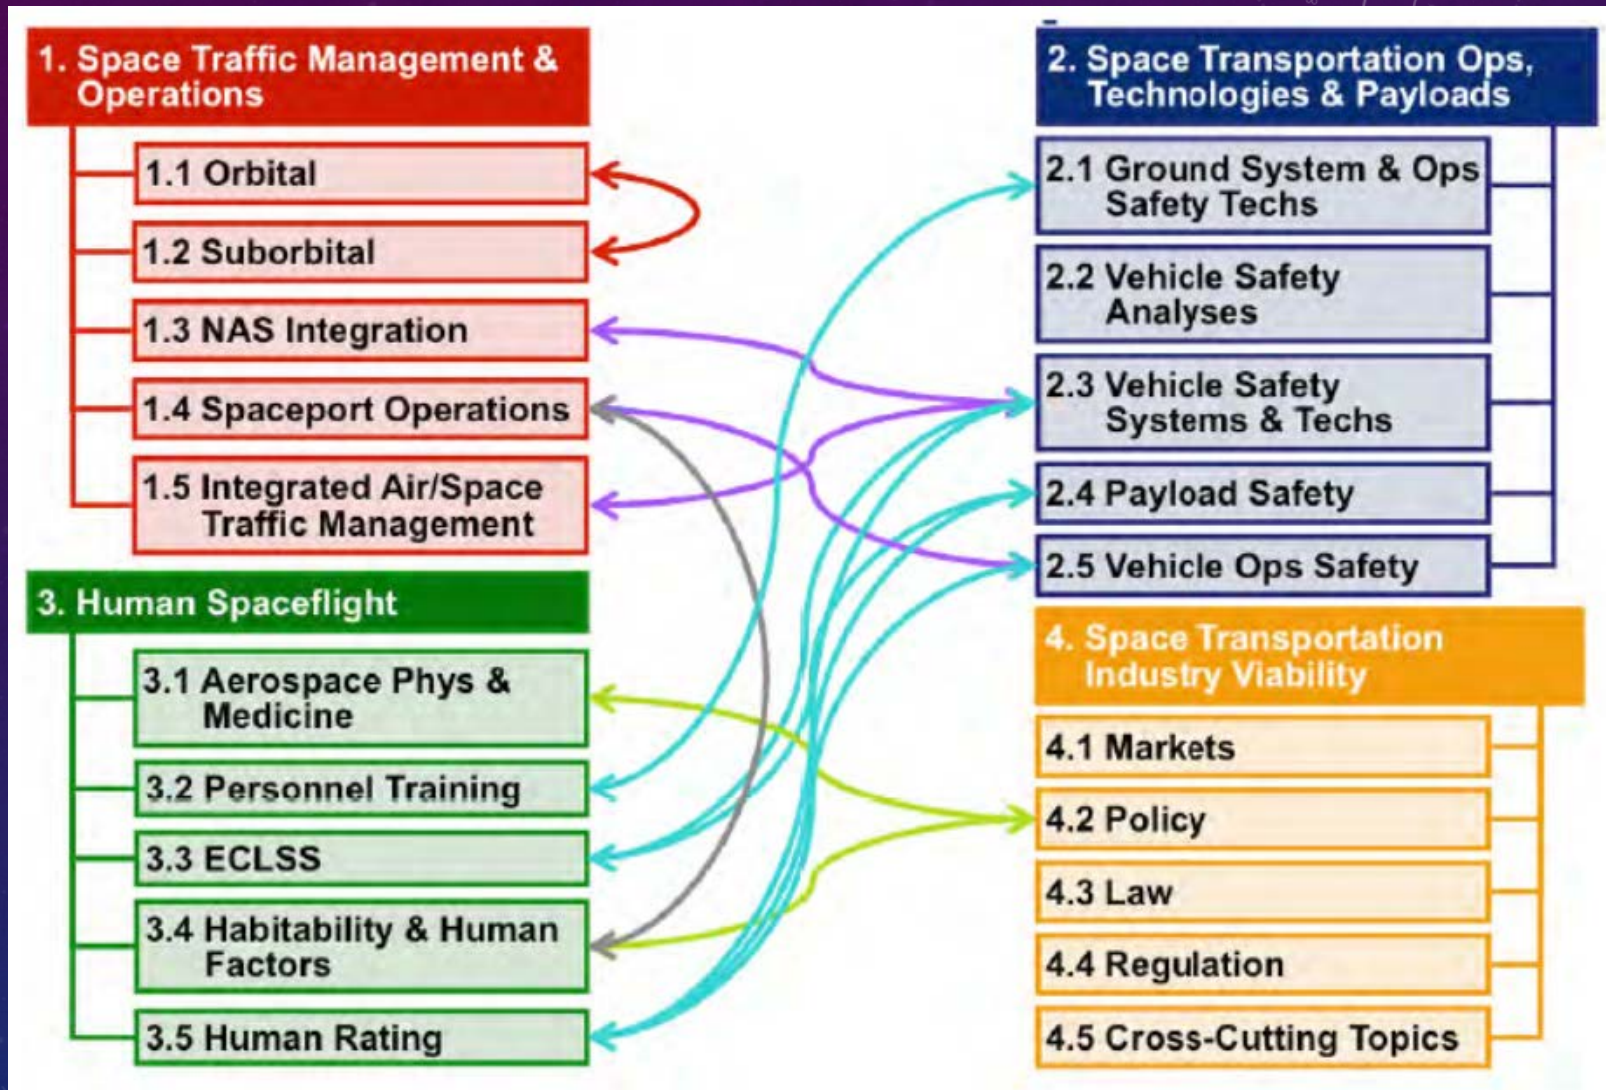 1. Space Traffic Management &
Operations
1.1 Orbital
1.2 Suborbital
1.3 NAS Integration
1.4 Spaceport Operations
1.5 Integrated Air/Space
Traffic Management
2. Space Transportation Ops,
Technologies & Payloads
2.1 Ground System & Ops
Safety Techs
2.2 Vehicle Safety
Analyses
2.3 Vehicle Safety
Systems & Techs
2.4 Payload Safety
2.5 Vehicle Ops Safety
3. Human Spaceflight
3.1 Aerospace Phys &
Medicine
3.2 Personnel Training
3.3 ECLSS
3.4 Habitability & Human
Factors
3.5 Human Rating
4. Space Transportation
Industry Viability
4.1 Markets
4.2 Policy
4.3 Law
4.4 Regulation
4.5 Cross-Cutting Topics